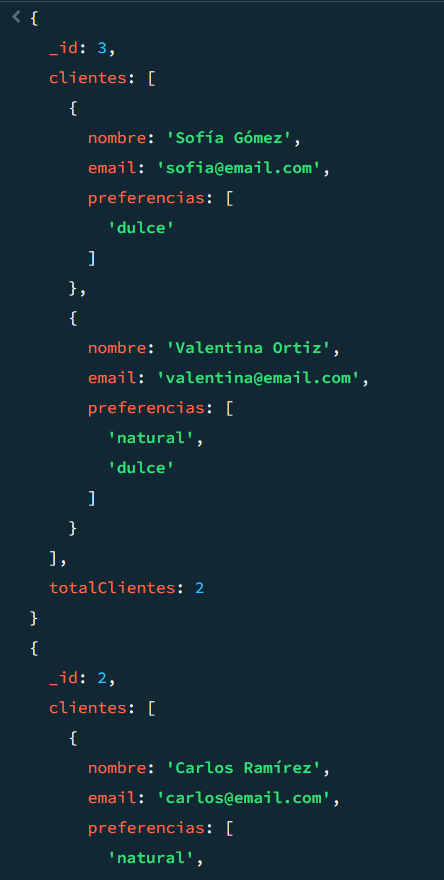 {
_id: 3,
clientes: [
{
nombre: 'Sofía Gómez',
email: 'sofia@email.com',
preferencias: [
'dulce'
]
},
{
nombre: 'Valentina Ortiz',
email: 'valentina@email.com',
preferencias: [
'natural',
'dulce'
]
}
],
totalClientes: 2
}
{
_id: 2,
clientes: [
{
nombre: 'Carlos Ramírez',
email: 'carlos@email.com',
preferencias: [
'natural',